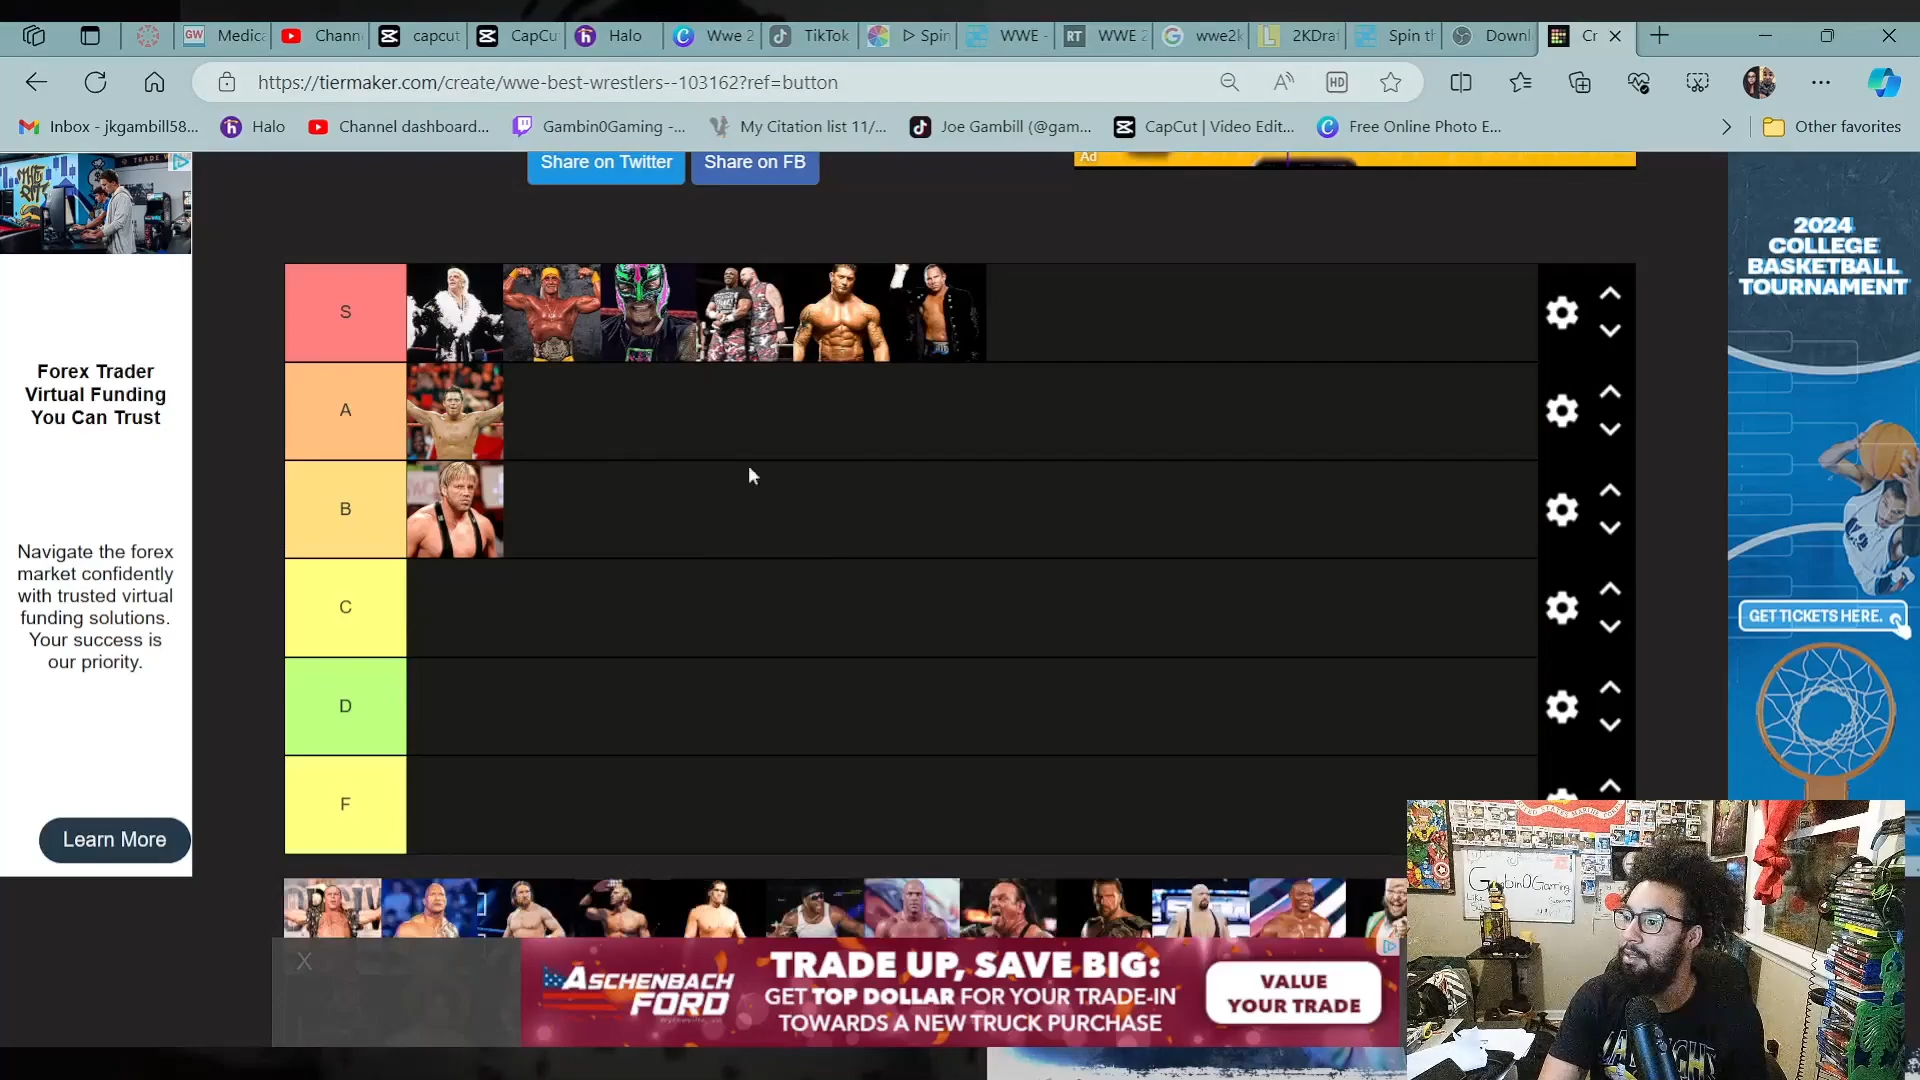 Medica
Chann
capcut
CapCu
Halo
Wwe 2
TikTok
Spin
WWE -
RT
WWE 2
wwe2k
2KDra
Spin th
Downl
Cr
https://tiermaker.com/create/wwe-best-wrestlers--103162?ref=button
HD
Inbox - jkgambill58...
Halo
Channel dashboard...
Gambin0Gaming -...
My Citation list 11/...
Joe Gambill (@gam...
CapCut | Video Edit...
Free Online Photo E...
Other favorites
Share on Twitter
Share on FB
Ad
Forex Trader
Virtual Funding
You Can Trust
Navigate the forex
market confidently
with trusted virtual
funding solutions.
Your success is
our priority.
Learn More
S
A
B
C
D
F
2024
COLLEGE
BASKETBALL
TOURNAMENT
GET TICKETS HERE.
X
ASCHENBACH
FORD
TRADE UP, SAVE BIG:
GET TOP DOLLAR FOR YOUR TRADE-IN
TOWARDS A NEW TRUCK PURCHASE
VALUE
YOUR TRADE
Gambin0Gaming